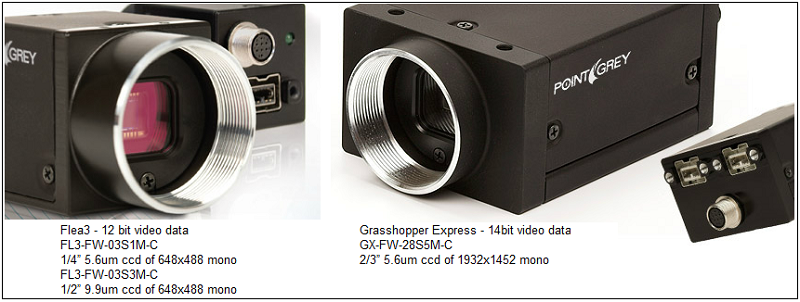 GREY
POINT GREY
Flea3 - 12 bit video data
FL3-FW-03S1M-C
1/4” 5.6um ccd of 648x488 mono
FL3-FW-03S3M-C
1/2” 9.9um ccd of 648x488 mono
Grasshopper Express - 14bit video data
GX-FW-28S5M-C
2/3” 5.6um ccd of 1932x1452 mono